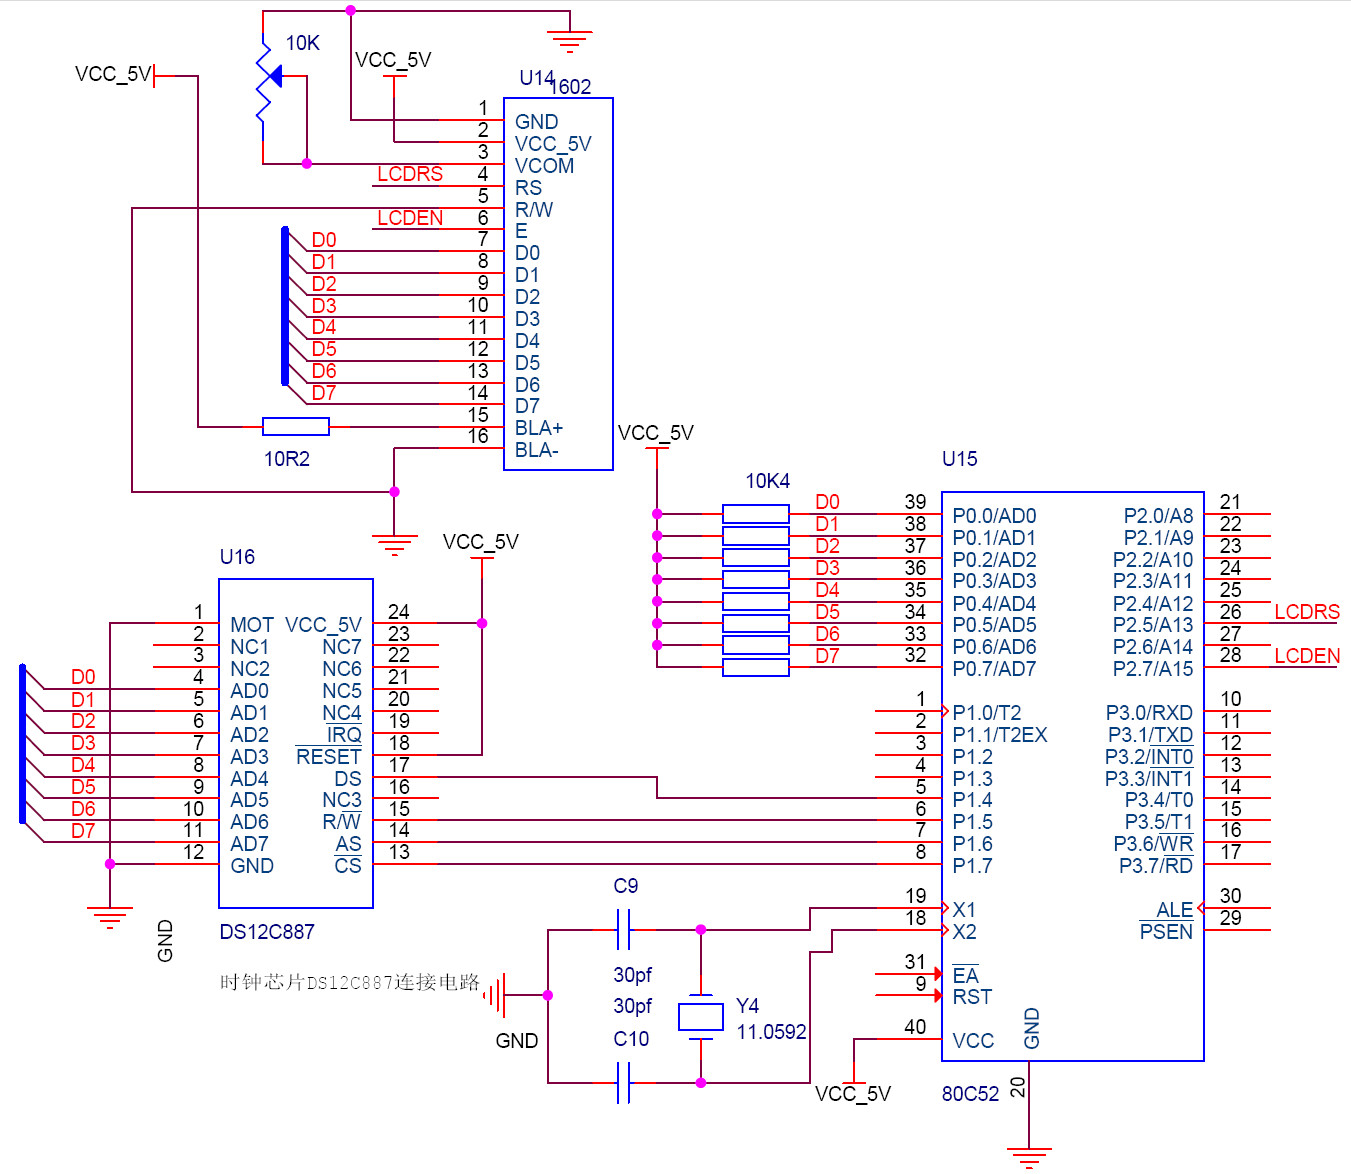 10K
VCC_5V
VCC_5V
U14
1602
1 GND
2 VCC_5V
3 VCOM
LCDRS 4 RS
5 R/W
LCDEN 6 E
D0 7 D0
D1 8 D1
D2 9 D2
D3 10 D3
D4 11 D4
D5 12 D5
D6 13 D6
D7 14 D7
15 BLA+
16 BLA-
10R2
VCC_5V
10K4
U15
D0 39 P0.0/AD0 P2.0/A8 21
D1 38 P0.1/AD1 P2.1/A9 22
D2 37 P0.2/AD2 P2.2/A10 23
D3 36 P0.3/AD3 P2.3/A11 24
D4 35 P0.4/AD4 P2.4/A12 25
D5 34 P0.5/AD5 P2.5/A13 26 LCDRS
D6 33 P0.6/AD6 P2.6/A14 27
D7 32 P0.7/AD7 P2.7/A15 28 LCDEN
1 P1.0/T2 P3.0/RXD 10
2 P1.1/T2EX P3.1/TXD 11
3 P1.2 P3.2/INT0 12
4 P1.3 P3.3/INT1 13
5 P1.4 P3.4/T0 14
6 P1.5 P3.5/T1 15
7 P1.6 P3.6/WR 16
8 P1.7 P3.7/RD 17
19 X1 ALE 30
18 X2 PSEN 29
31 EA
9 RST
40 VCC
GND
20
VCC_5V
80C52
U16
VCC_5V
1 MOT VCC_5V 24
2 NC1 NC7 23
3 NC2 NC6 22
D0 4 AD0 NC5 21
D1 5 AD1 NC4 20
D2 6 AD2 IRQ 19
D3 7 AD3 RESET 18
D4 8 AD4 DS 17
D5 9 AD5 NC3 16
D6 10 AD6 R/W 15
D7 11 AD7 AS 14
12 GND CS 13
GND
DS12C887
时钟芯片DS12C887连接电路
C9
30pf
30pf
C10
GND
Y4
11.0592